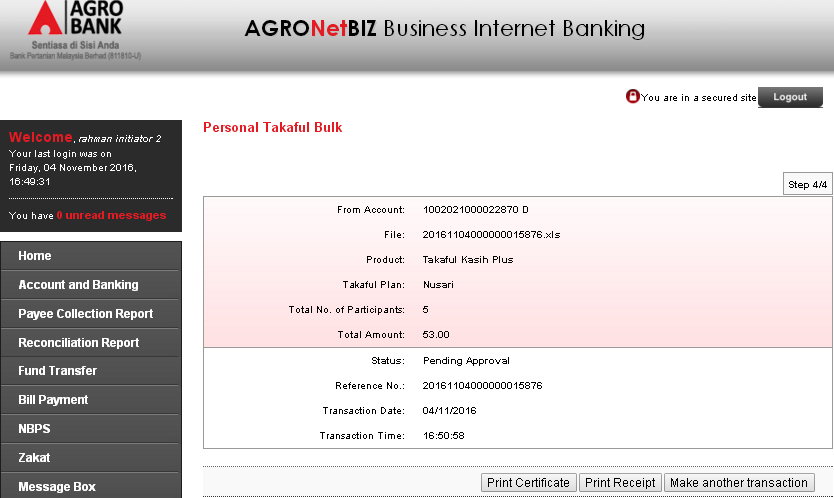 AGRO
BANK
Sentiasa di Sisi Anda
Bank Pertanian Malaysia Berhad (811810-U)
AGRONetBIZ Business Internet Banking
You are in a secured site
Logout
Welcome, rahman initiator 2
Your last login was on
Friday, 04 November 2016,
16:49:31
You have 0 unread messages
Home
Account and Banking
Payee Collection Report
Reconciliation Report
Fund Transfer
Bill Payment
NBPS
Zakat
Message Box
Personal Takaful Bulk
Step 4/4
From Account: 1002021000022870 D
File: 20161104000000015876.xls
Product: Takaful Kasih Plus
Takaful Plan: Nusari
Total No. of Participants: 5
Total Amount: 53.00
Status: Pending Approval
Reference No.: 20161104000000015876
Transaction Date: 04/11/2016
Transaction Time: 16:50:58
Print Certificate Print Receipt Make another transaction